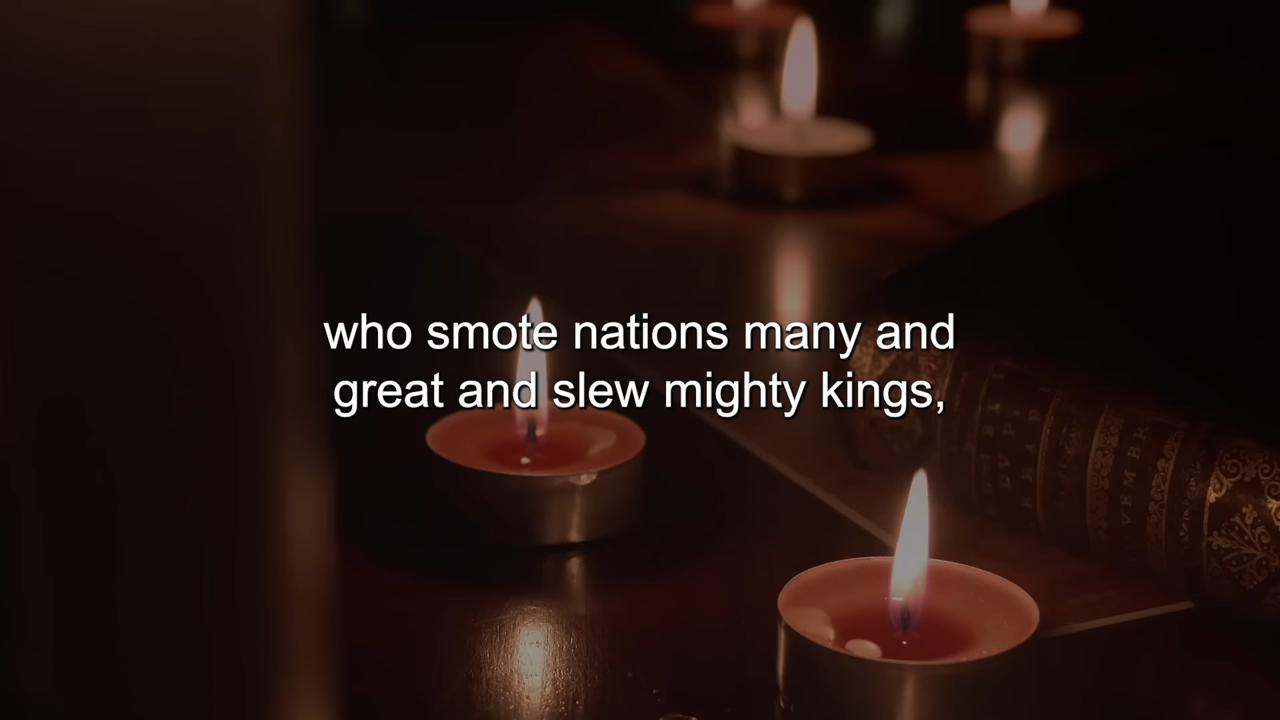 who smote nations many and
great and slew mighty kings,